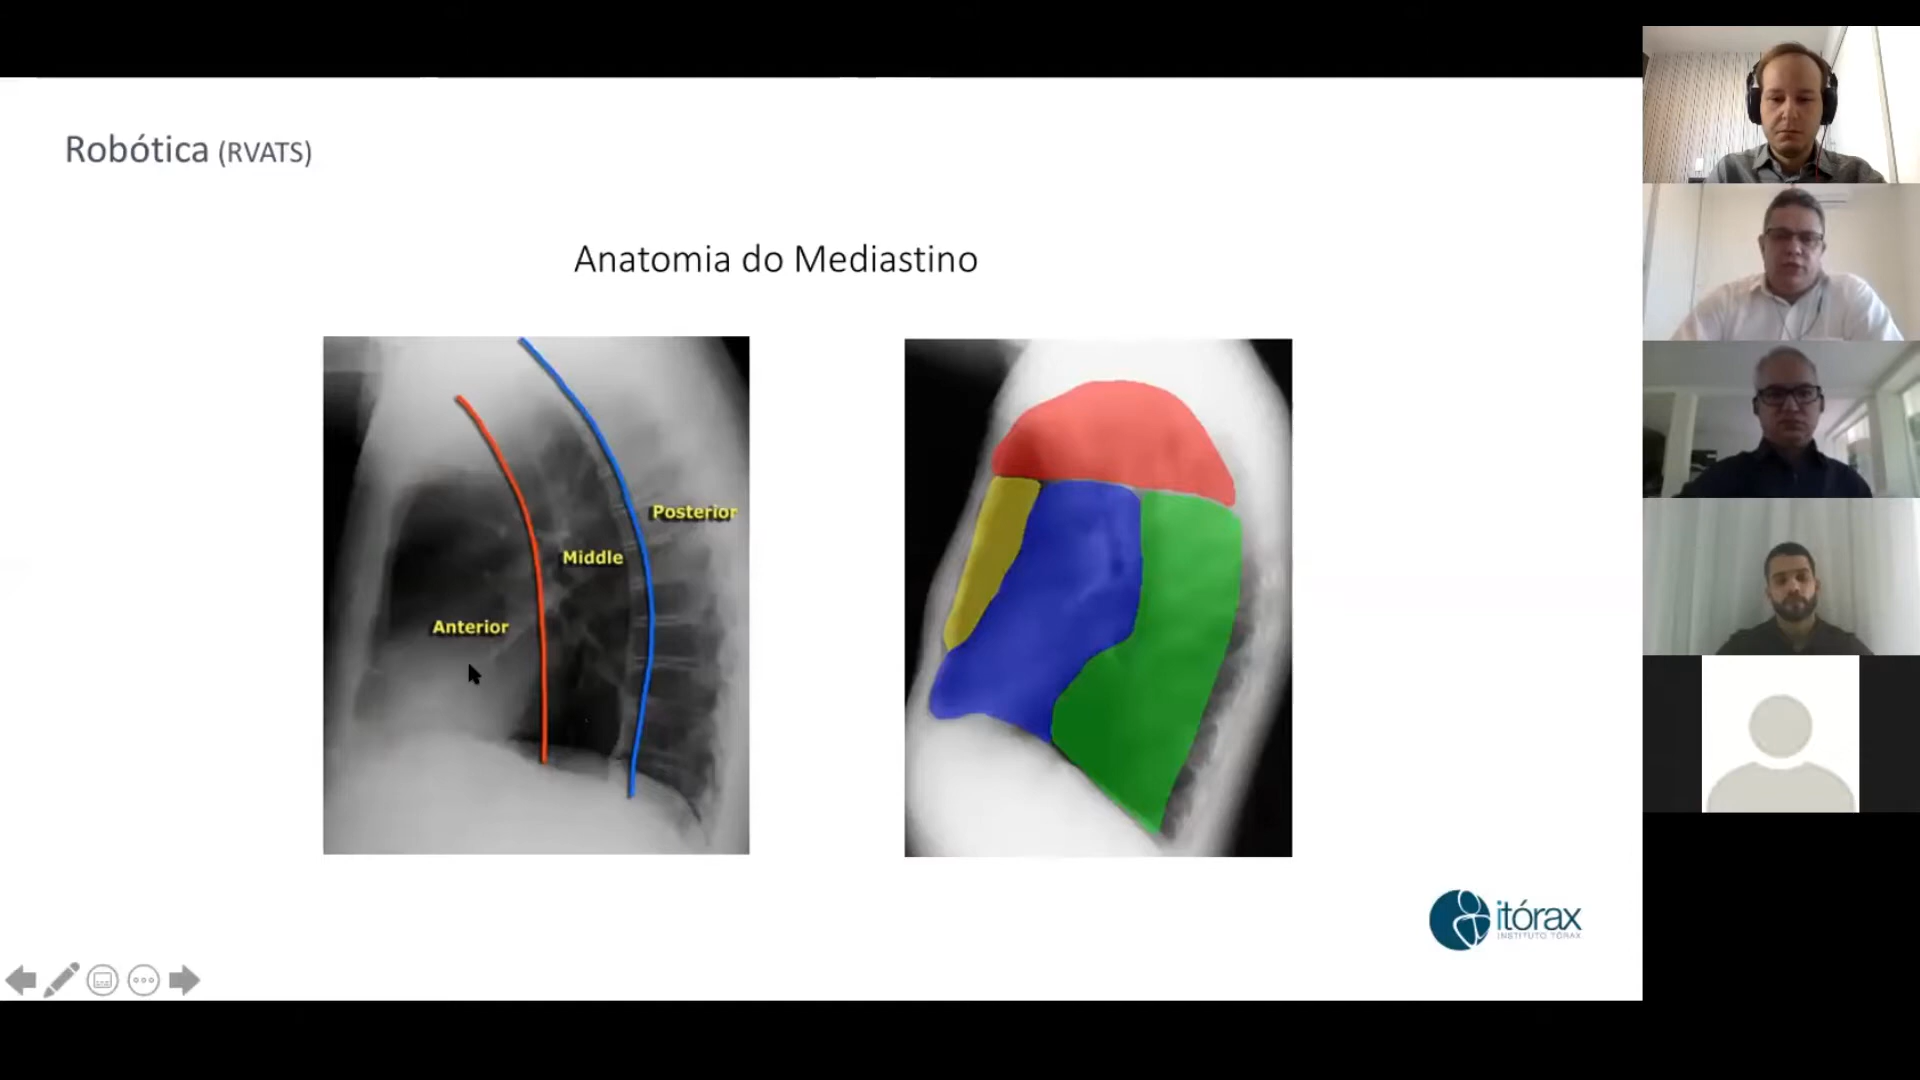 Robótica (RVATS)
Anatomia do Mediastino
Posterior
Middle
Anterior
itórax
INSTITUTO TÓRAX